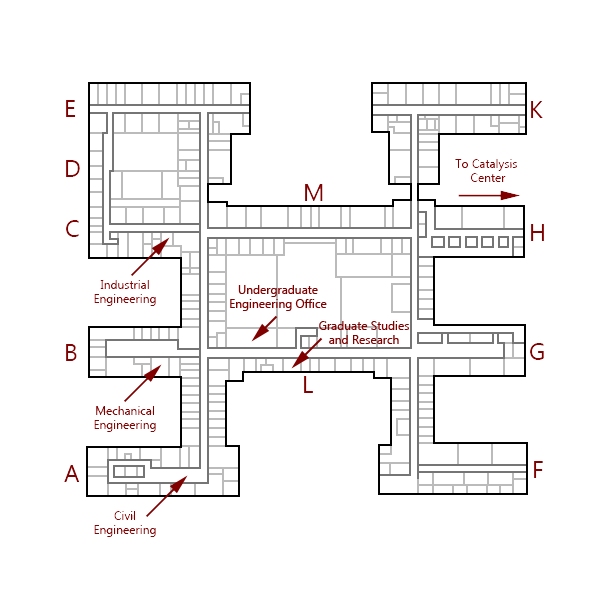 E
K
D
To Catalysis
Center
M
C
H
Industrial
Engineering
Undergraduate
Engineering Office
Graduate Studies
and Research
B
G
L
Mechanical
Engineering
A
F
Civil
Engineering